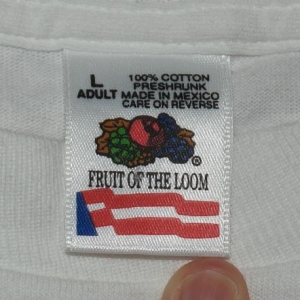 L 100% COTTON
PRESHRUNK
ADULT MADE IN MEXICO
CARE ON REVERSE
®
FRUIT OF THE LOOM